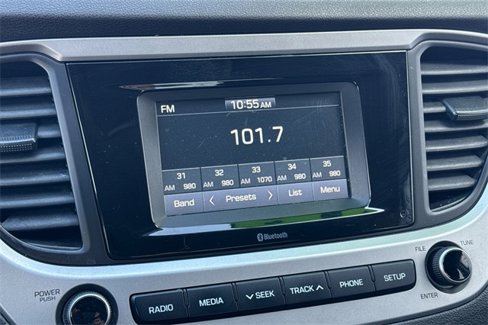 FM 10:55 AM
101.7
31 32 33 34 35
AM 980 AM 980 AM 1070 AM 980 AM 980
Band < Presets > List Menu
Bluetooth
POWER
PUSH
RADIO MEDIA ∨ SEEK TRACK ∧ PHONE SETUP
FILE TUNE
ENTER